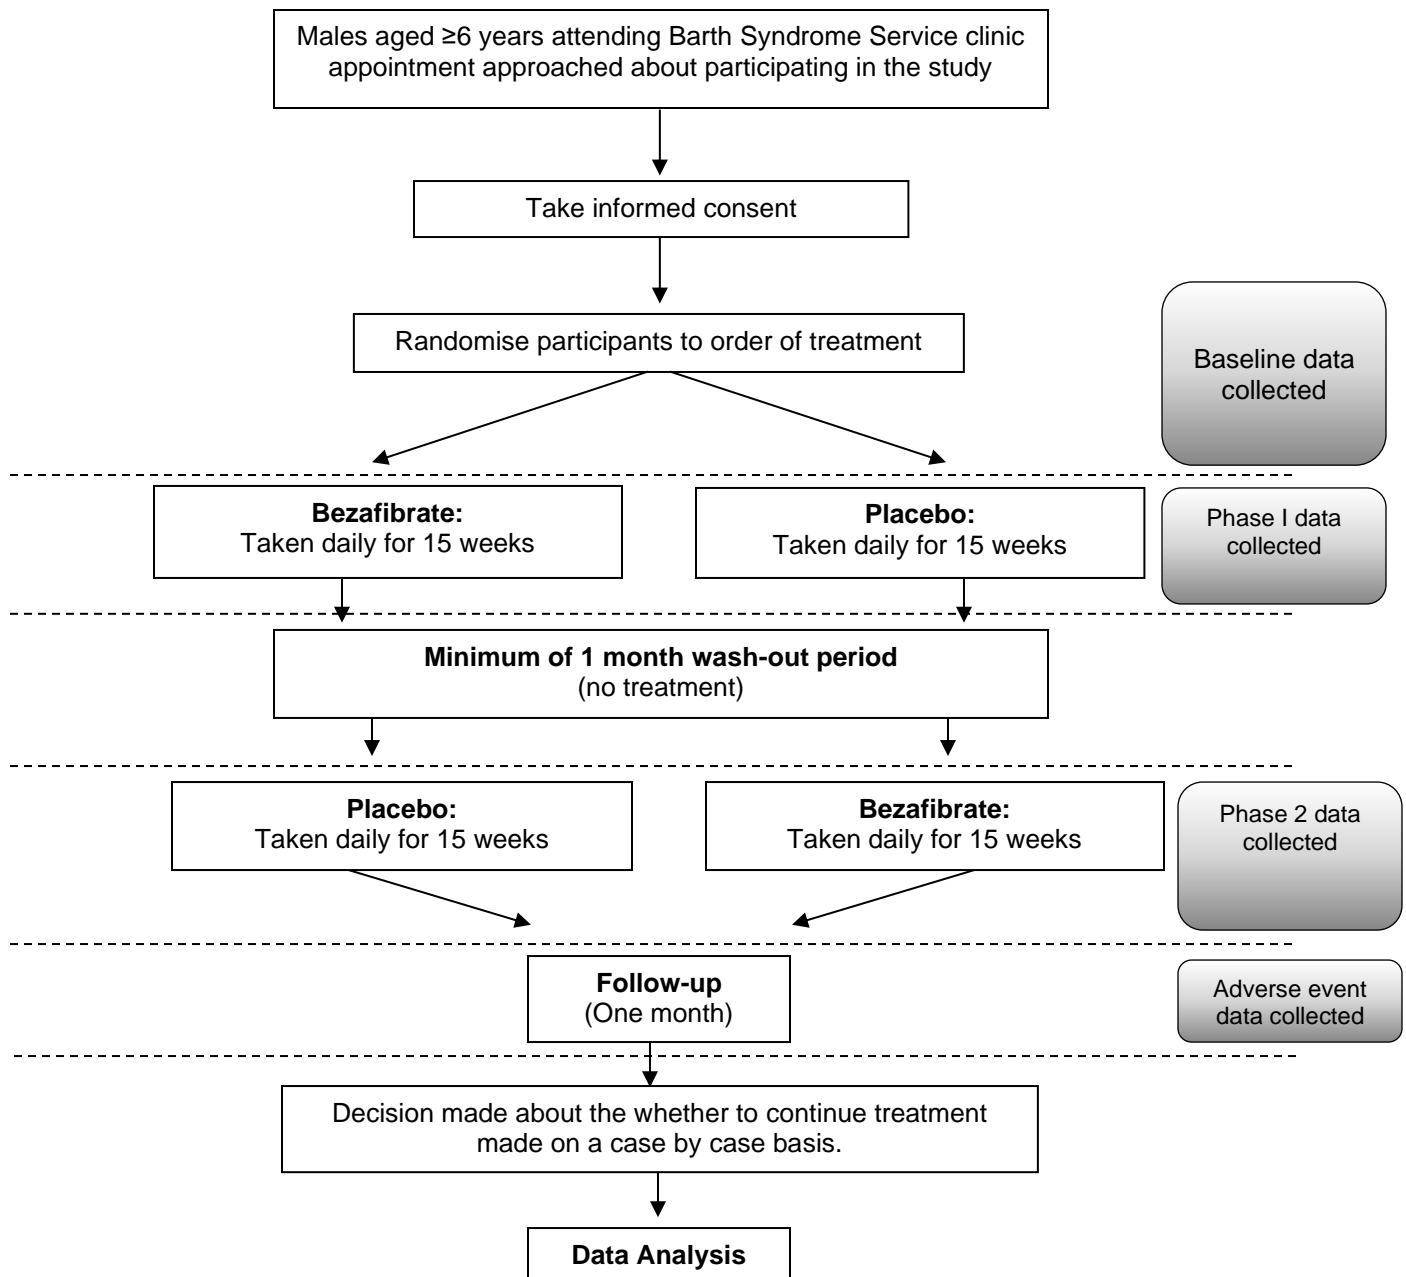 Males aged ≥6 years attending Barth Syndrome Service clinic
appointment approached about participating in the study
Take informed consent
Randomise participants to order of treatment
Baseline data
collected
Bezafibrate:
Taken daily for 15 weeks
Placebo:
Taken daily for 15 weeks
Phase I data
collected
Minimum of 1 month wash-out period
(no treatment)
Placebo:
Taken daily for 15 weeks
Bezafibrate:
Taken daily for 15 weeks
Phase 2 data
collected
Follow-up
(One month)
Adverse event
data collected
Decision made about the whether to continue treatment
made on a case by case basis.
Data Analysis